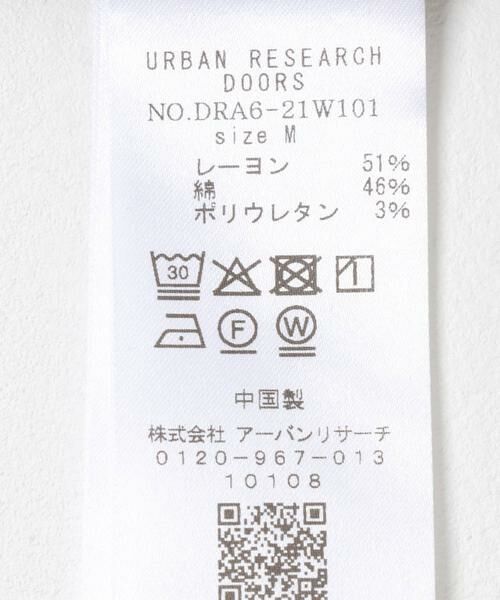 URBAN RESEARCH
DOORS
NO.DRA6-21W101
size M
レーヨン 51%
綿 46%
ポリウレタン 3%
30
F W
中国製
株式会社 アーバンリサーチ
0120-967-013
10108